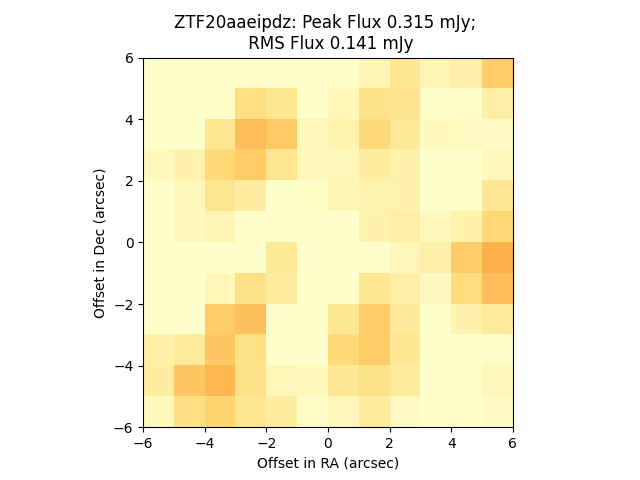 ZTF20aaeipdz: Peak Flux 0.315 mJy;
RMS Flux 0.141 mJy
6
4
2
0
−2
−4
−6
Offset in Dec (arcsec)
−6 −4 −2 0 2 4 6
Offset in RA (arcsec)